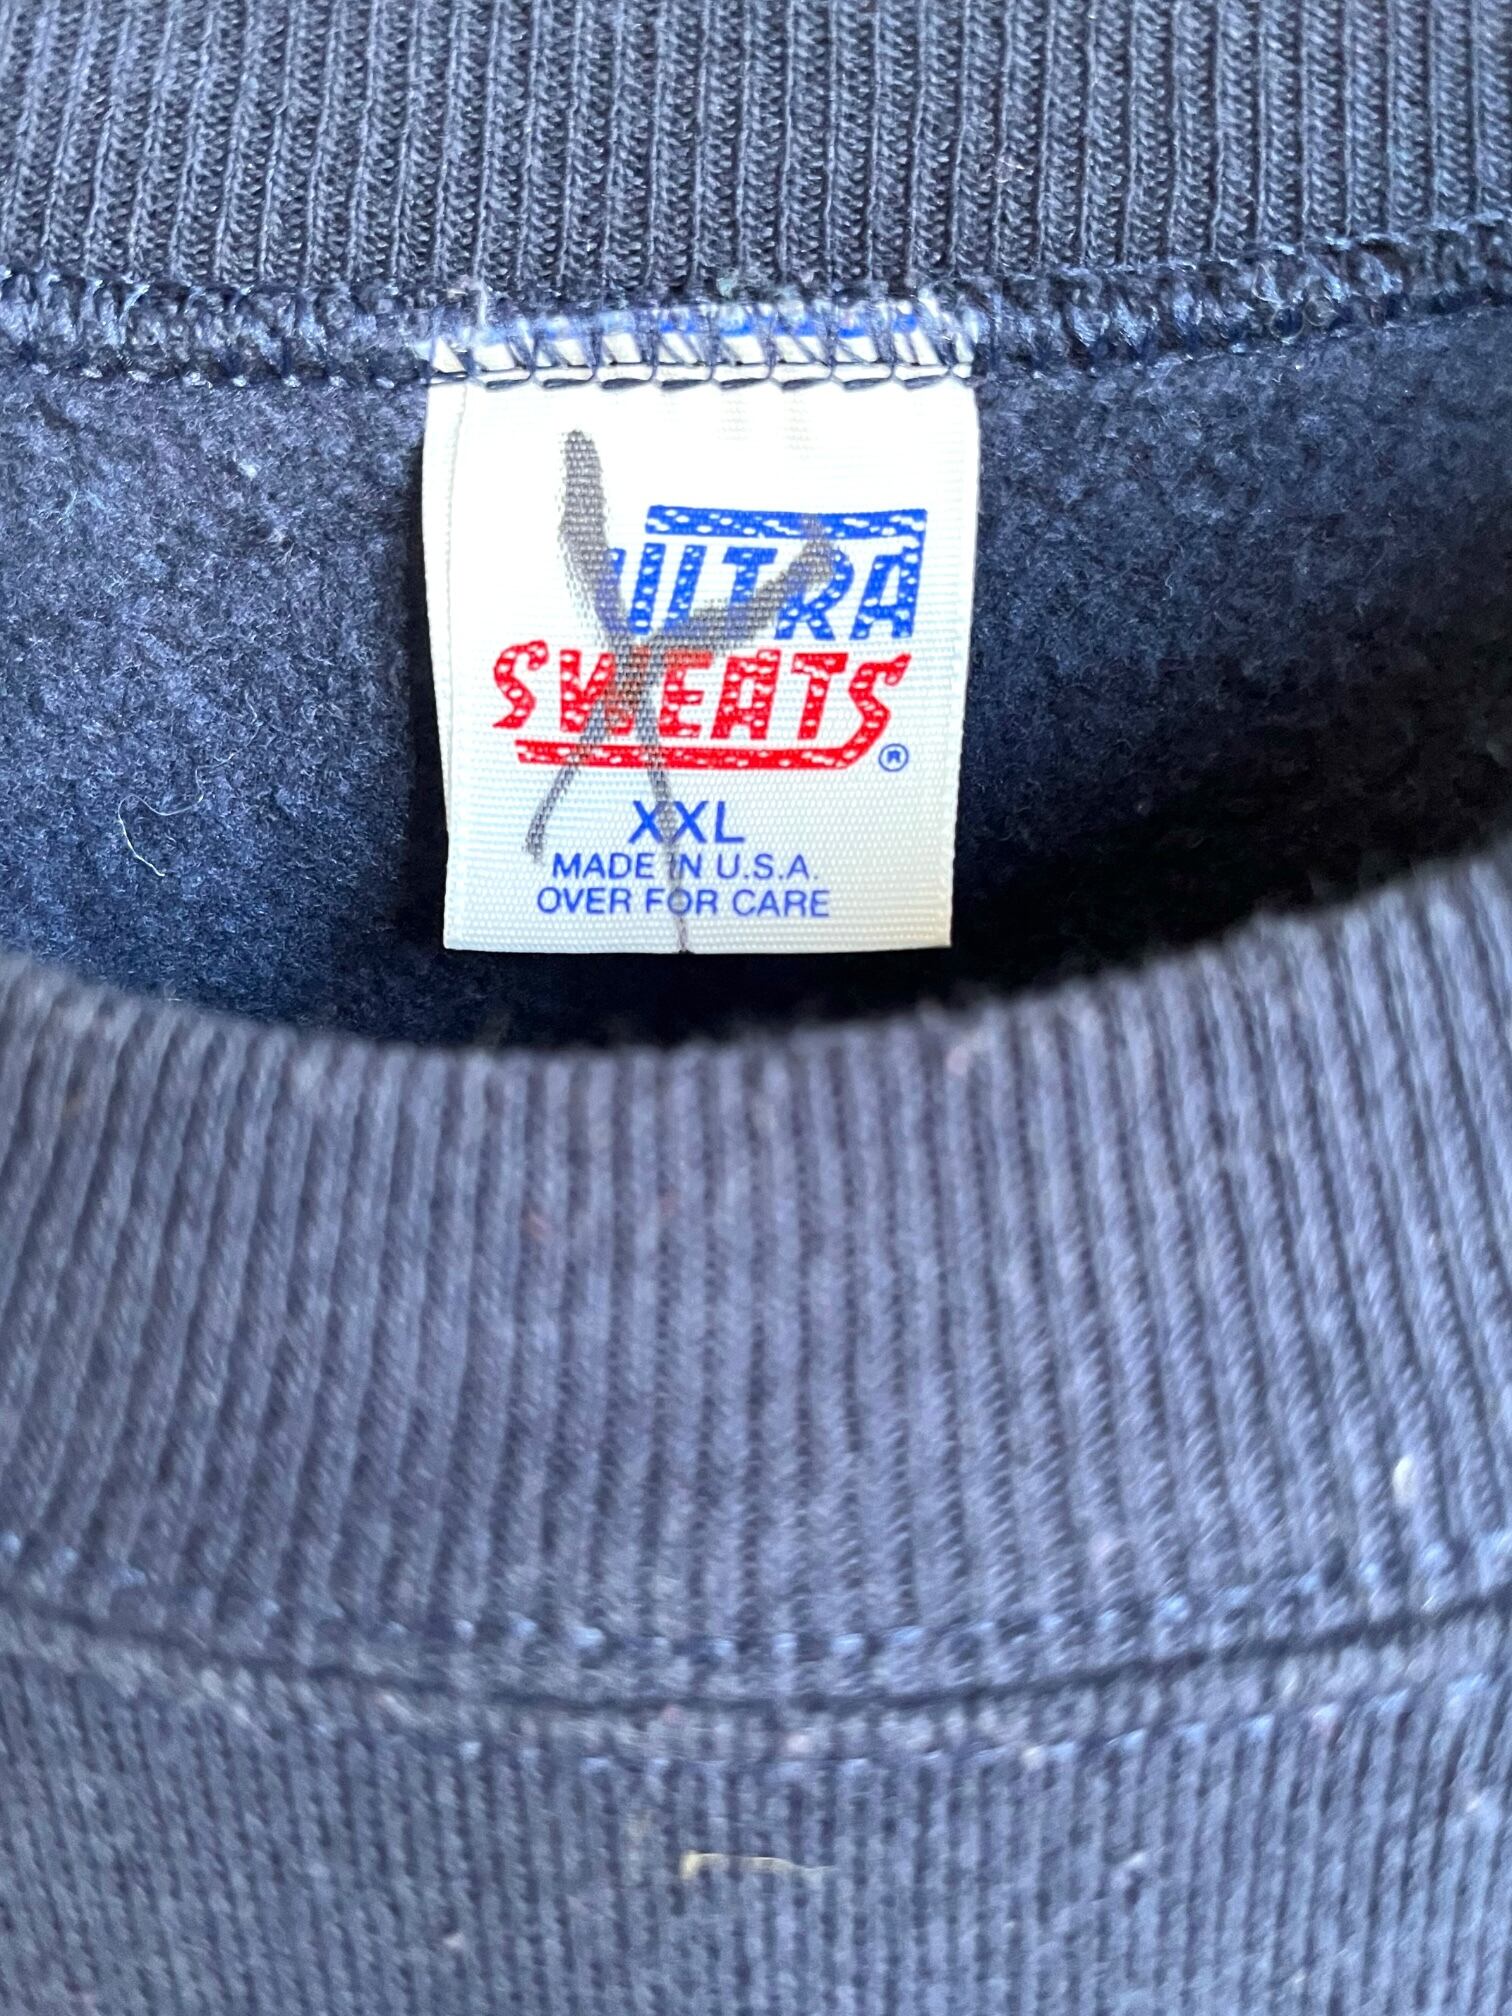 ULTRA
SWEATS®
XXL
MADE IN U.S.A.
OVER FOR CARE